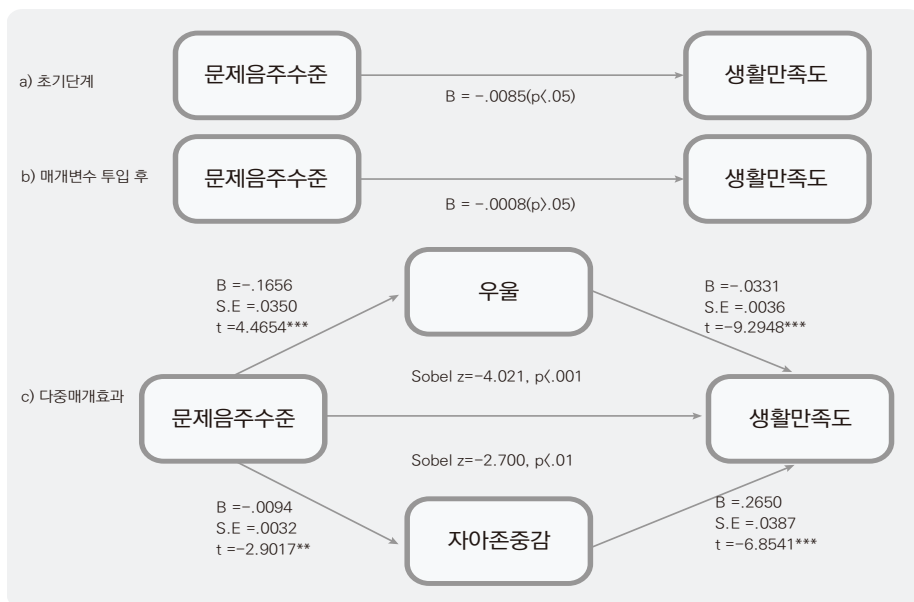 문제음주수준
생활만족도
a) 초기단계
B = -.0085(p<.05)
문제음주수준
생활만족도
b) 매개변수 투입 후
B = -.0008(p>.05)
우울
B =-.1656
S.E =.0350
t =4.4654***
B =-.0331
S.E =.0036
t =-9.2948***
Sobel z=-4.021, p<.001
c) 다중매개효과
문제음주수준
생활만족도
Sobel z=-2.700, p<.01
B =-.0094
S.E =.0032
t =-2.9017**
자아존중감
B =.2650
S.E =.0387
t =-6.8541***